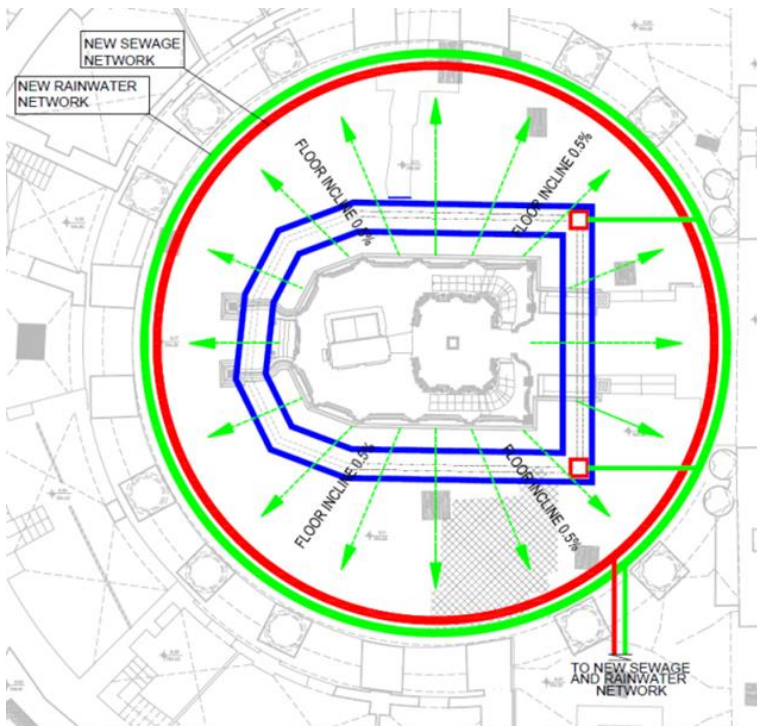 NEW SEWAGE
NETWORK
NEW RAINWATER
NETWORK
FLOOR INCLINE 0.5%
FLOOR INCLINE 0.5%
FLOOR INCLINE 0.5%
FLOOR INCLINE 0.5%
TO NEW SEWAGE
AND RAINWATER
NETWORK